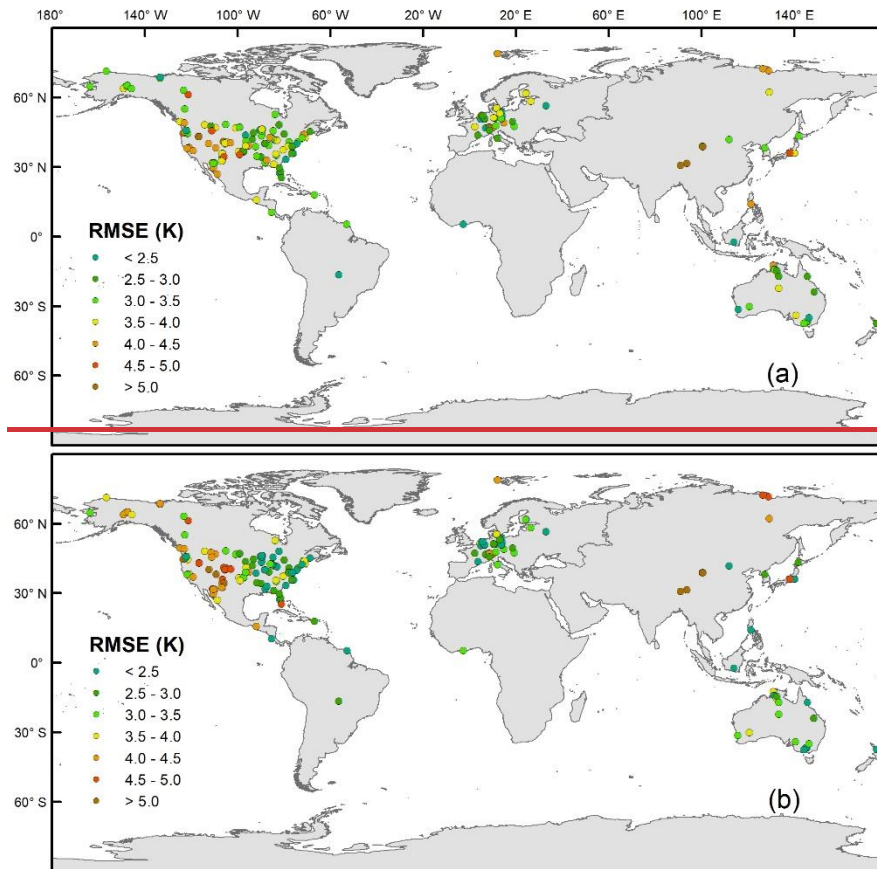 140° W 100° W 60° W 20° W 20° E 60° E 100° E 140° E
60° N
30° N
0°
30° S
60° S
RMSE (K)
< 2.5
2.5 - 3.0
3.0 - 3.5
3.5 - 4.0
4.0 - 4.5
4.5 - 5.0
> 5.0
(a)
60° N
30° N
0°
30° S
60° S
RMSE (K)
< 2.5
2.5 - 3.0
3.0 - 3.5
3.5 - 4.0
4.0 - 4.5
4.5 - 5.0
> 5.0
(b)